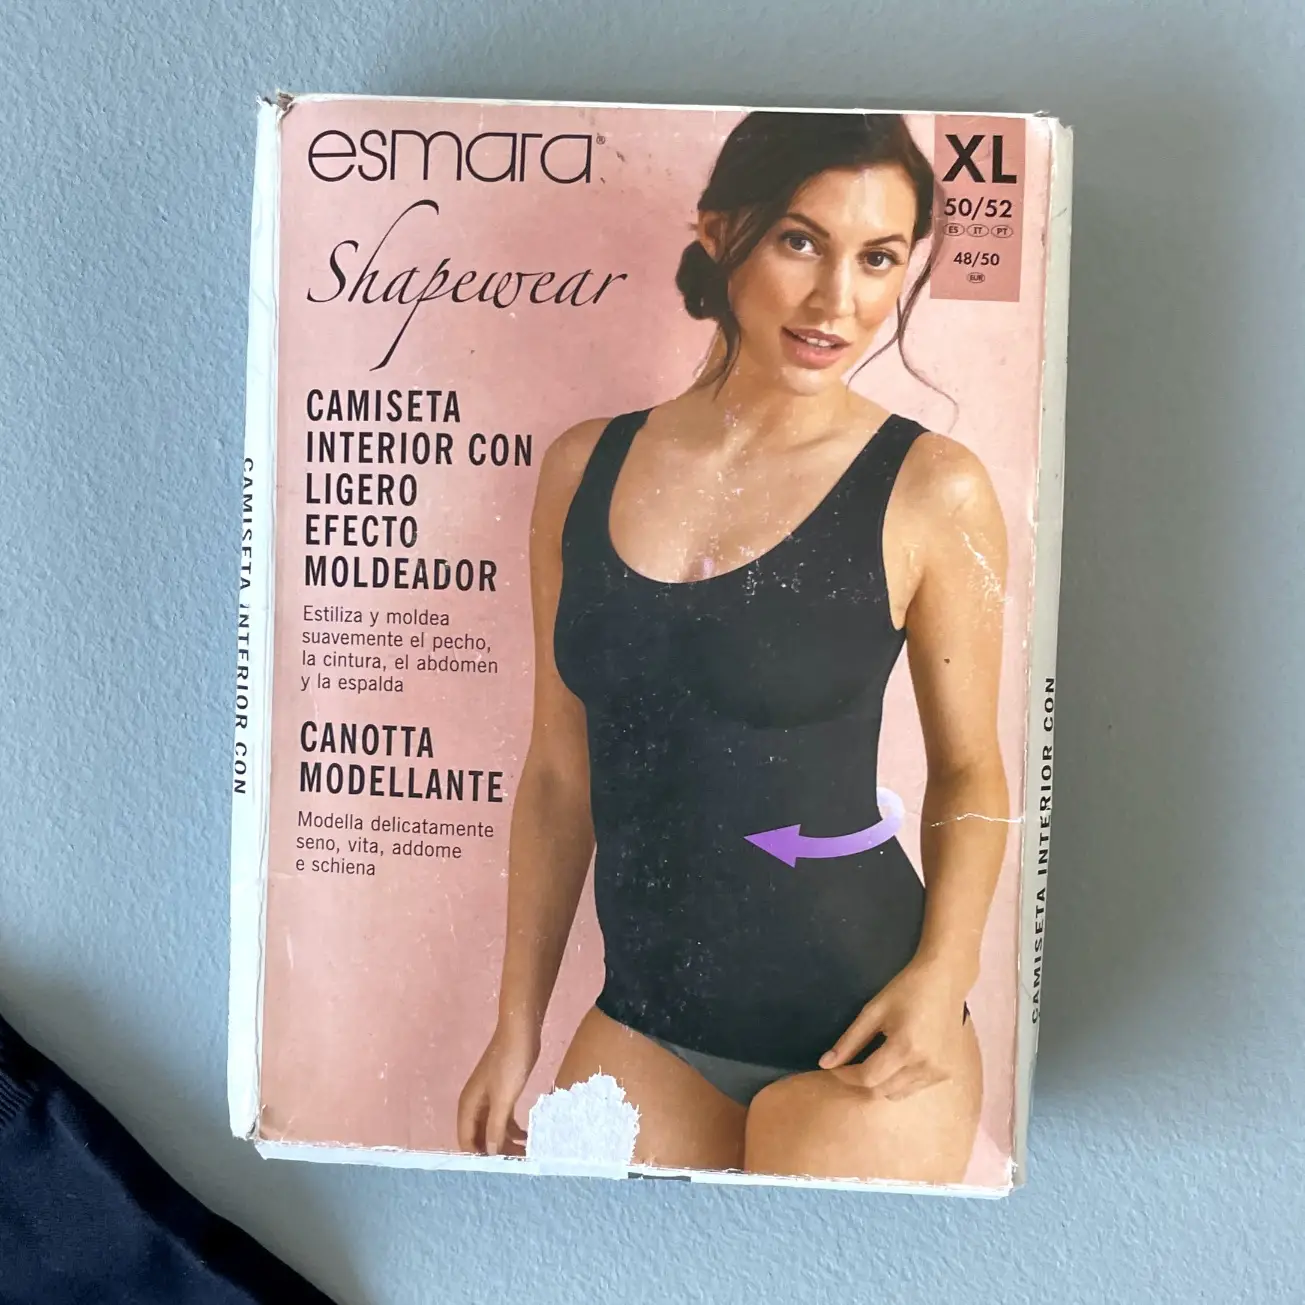 esmara®
Shapewear
XL
50/52
ES IT PT
48/50
EUR
CAMISETA
INTERIOR CON
LIGERO
EFECTO
MOLDEADOR
Estiliza y moldea
suavemente el pecho,
la cintura, el abdomen
y la espalda
CANOTTA
MODELLANTE
Modella delicatamente
seno, vita, addome
e schiena
CAMISETA INTERIOR CON
CAMISETA INTERIOR CON